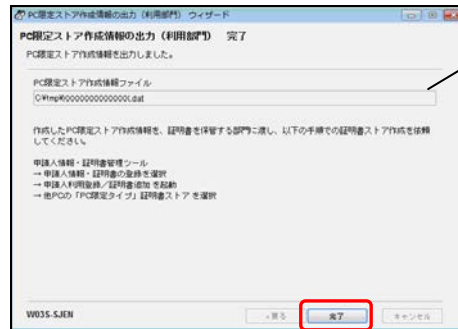 PC限定ストア作成情報の出力（利用部門） ウィザード
PC限定ストア作成情報の出力（利用部門） 完了
PC限定ストア作成情報を出力しました。
PC限定ストア作成情報ファイル
作成したPC限定ストア作成情報を、証明書を保管する部門に渡し、以下の手順での証明書ストア作成を依頼
してください。
申請人情報・証明書管理ツール
→ 申請人情報・証明書の登録を選択
→ 申請人利用登録／証明書追加 を起動
→ 他PCの「PC限定タイプ」証明書ストア を選択
W03S-SJEN
＜戻る
完了
キャンセル